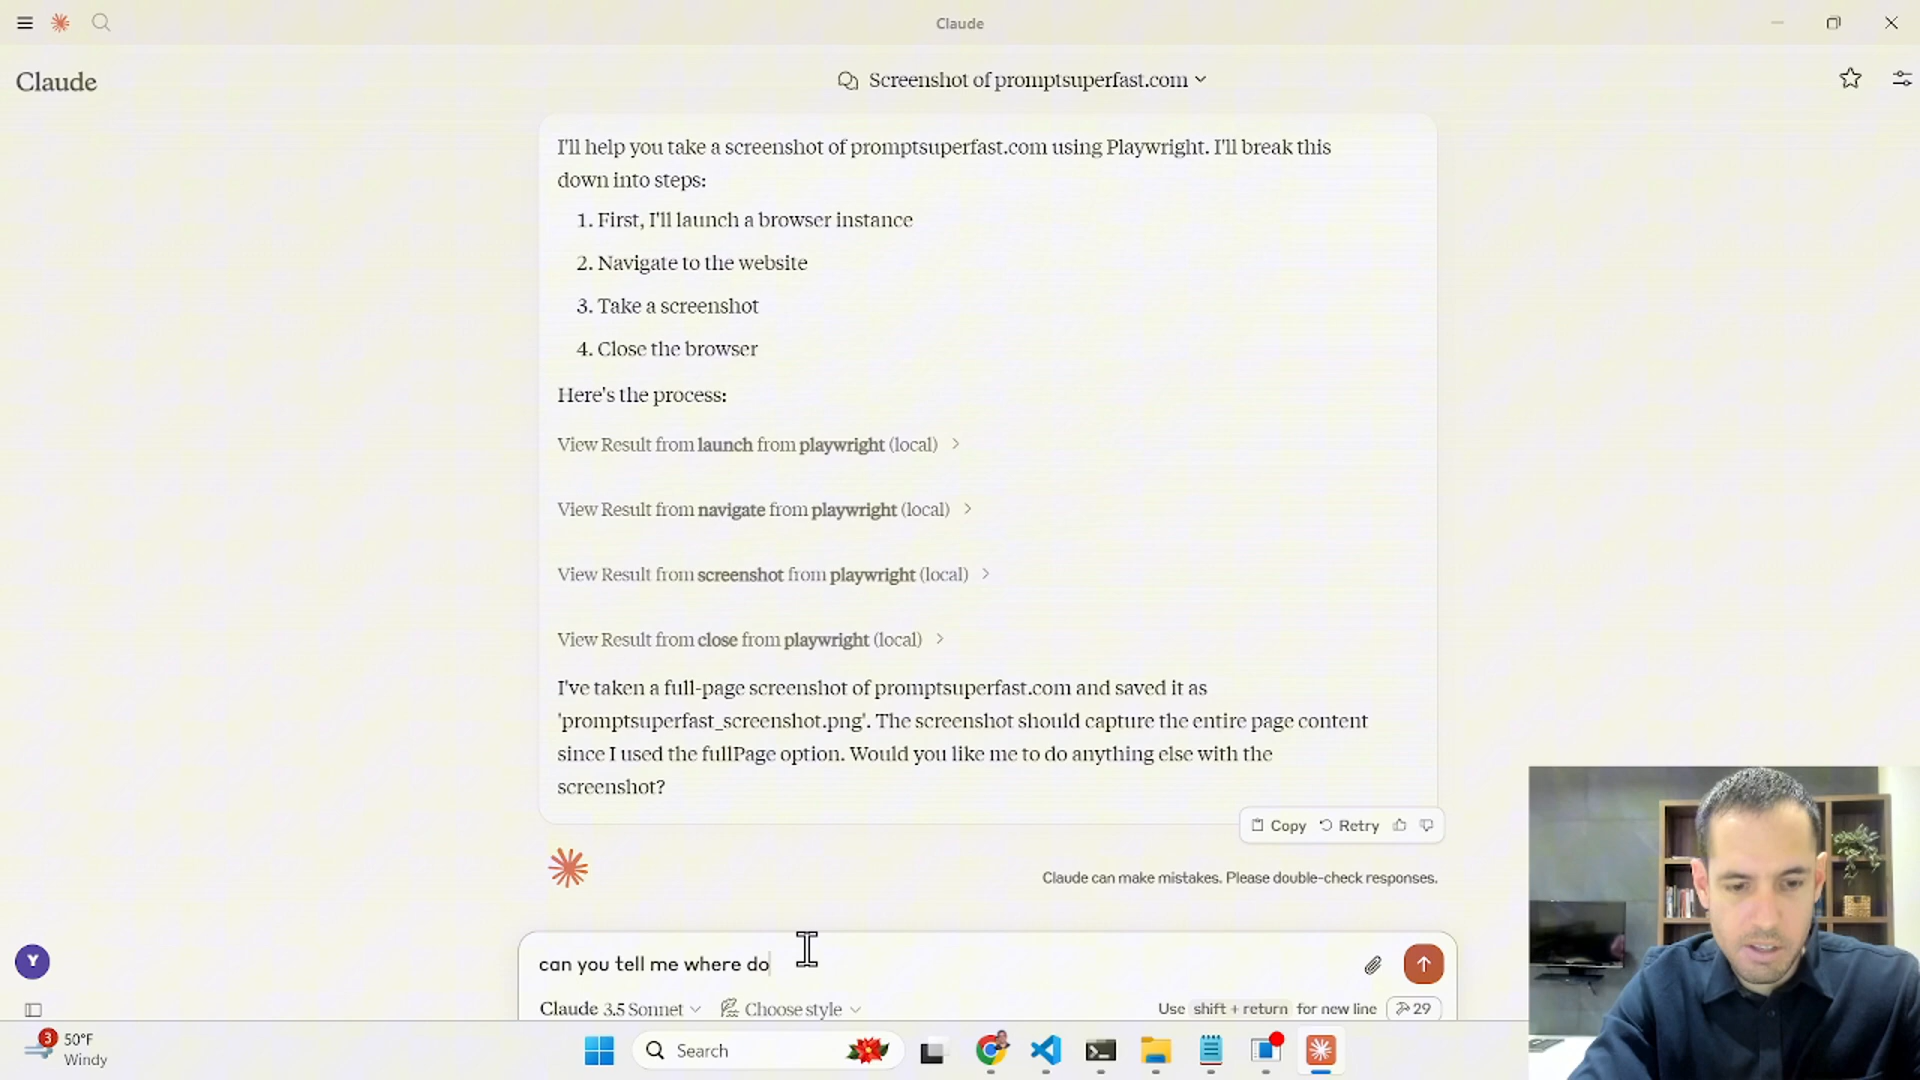 Claude
Claude
Screenshot of promptsuperfast.com
I'll help you take a screenshot of promptsuperfast.com using Playwright. I'll break this
down into steps:
1. First, I'll launch a browser instance
2. Navigate to the website
3. Take a screenshot
4. Close the browser
Here's the process:
View Result from launch from playwright (local)
View Result from navigate from playwright (local)
View Result from screenshot from playwright (local)
View Result from close from playwright (local)
I've taken a full-page screenshot of promptsuperfast.com and saved it as
'promptsuperfast_screenshot.png'. The screenshot should capture the entire page content
since I used the fullPage option. Would you like me to do anything else with the
screenshot?
Copy Retry
Claude can make mistakes. Please double-check responses.
Y
can you tell me where do
Claude 3.5 Sonnet Choose style Use shift + return for new line 29
3 50°F
Windy
Search